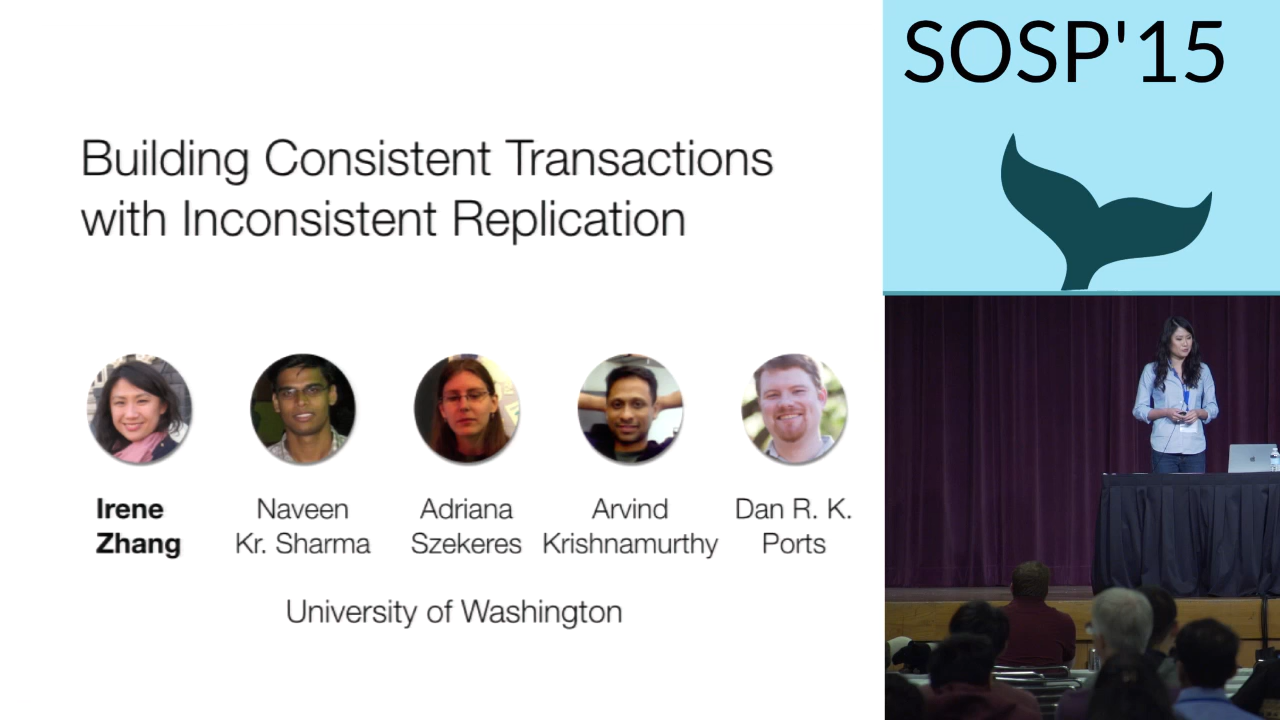 SOSP'15
Building Consistent Transactions
with Inconsistent Replication
Irene
Zhang
Naveen
Kr. Sharma
Adriana
Szekeres
Arvind
Krishnamurthy
Dan R. K.
Ports
University of Washington